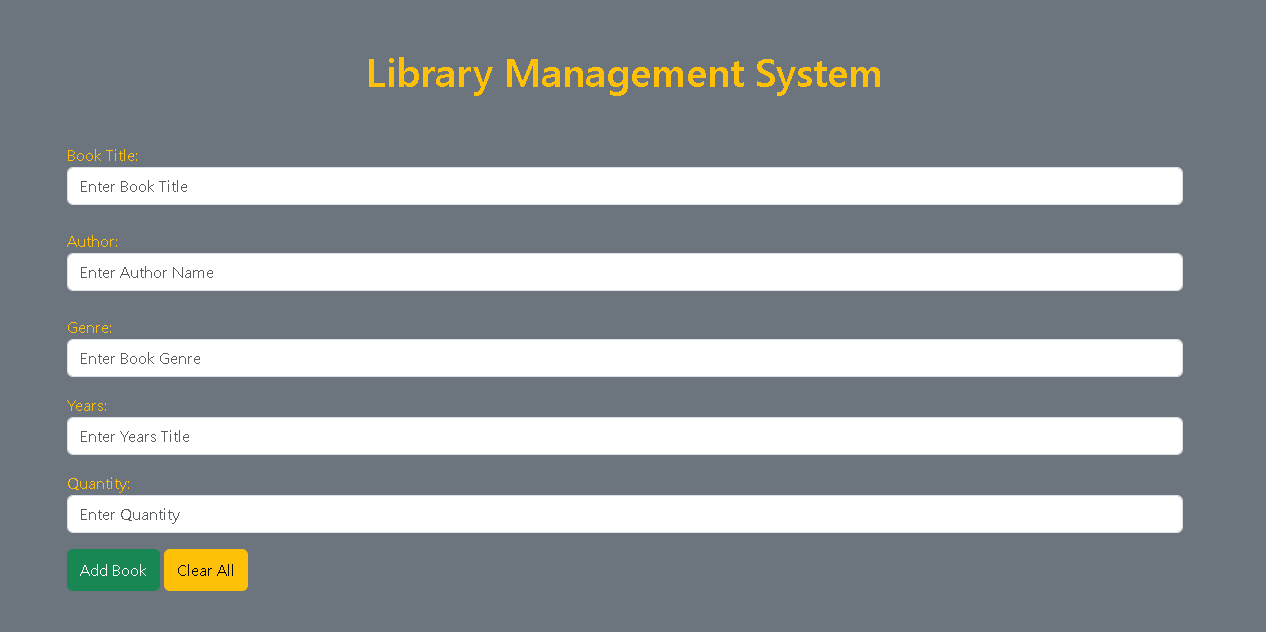 Library Management System
Book Title:
Enter Book Title
Author:
Enter Author Name
Genre:
Enter Book Genre
Years:
Enter Years Title
Quantity:
Enter Quantity
Add Book Clear All